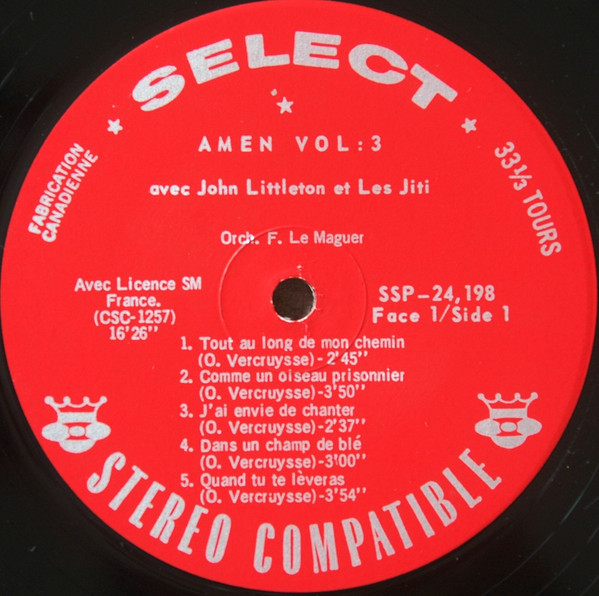 SELECT
AMEN VOL: 3
avec John Littleton et Les Jiti
FABRICATION
CANADIENNE
33⅓ TOURS
Orch. F. Le Maguer
Avec Licence SM
France.
(CSC-1257)
16'26''
SSP-24,198
Face 1/Side 1
1. Tout au long de mon chemin
(O. Vercruysse)-2'45''
2. Comme un oiseau prisonnier
(O. Vercruysse)-3'50''
3. J'ai envie de chanter
(O. Vercruysse)-2'37''
4. Dans un champ de blé
(O. Vercruysse)-3'00''
5. Quand tu te lèveras
(O. Vercruysse)-3'54''
STEREO COMPATIBLE